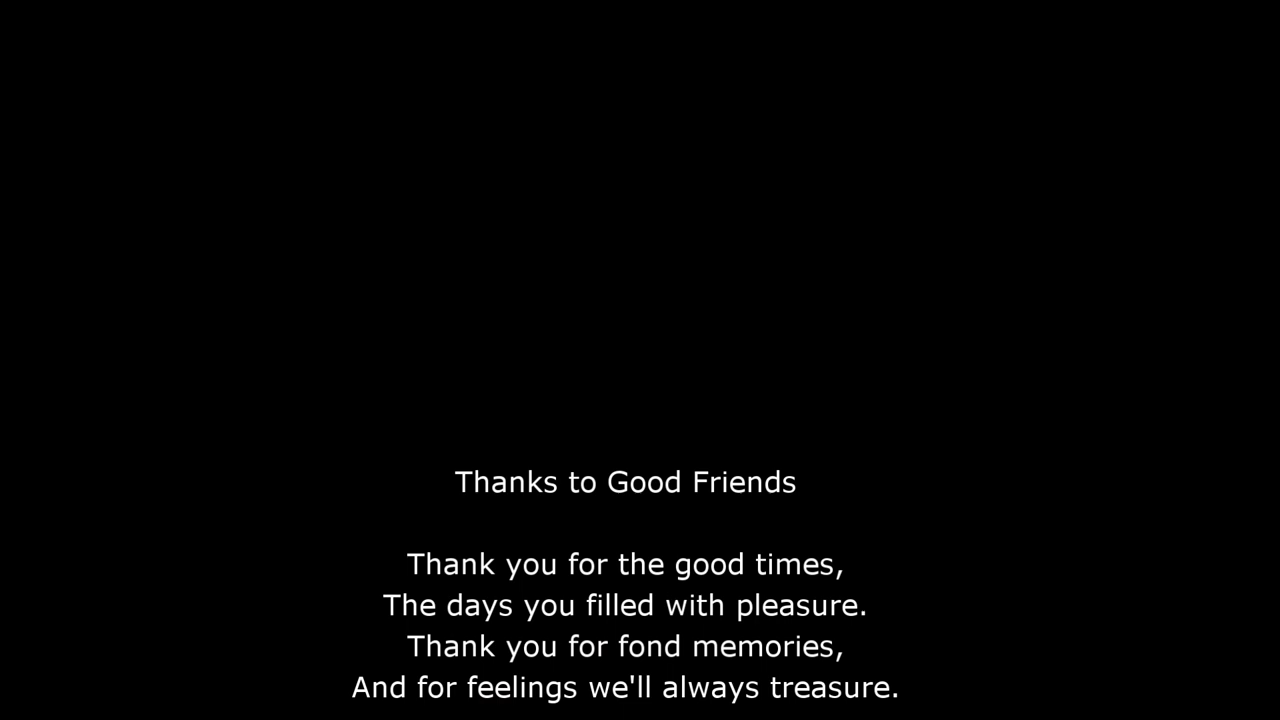 Thanks to Good Friends
Thank you for the good times,
The days you filled with pleasure.
Thank you for fond memories,
And for feelings we'll always treasure.